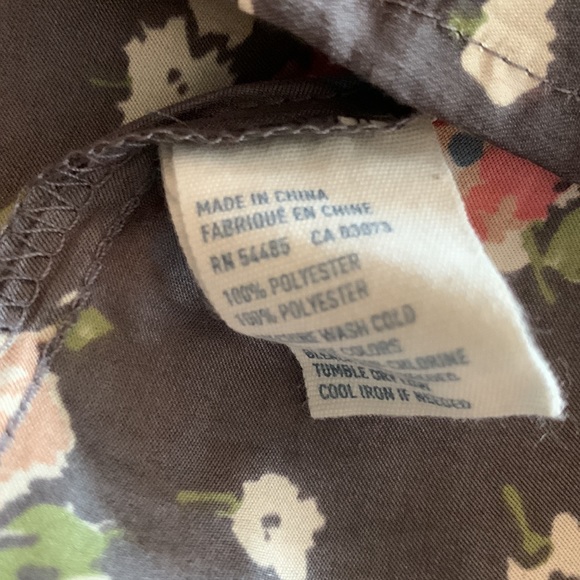 MADE IN CHINA
FABRIQUÉ EN CHINE
RN 54485 CA 03073
100% POLYESTER
100% POLYESTER
WASH COLD
COLORS
CHLORINE
TUMBLE DRY
COOL IRON IF NEEDED